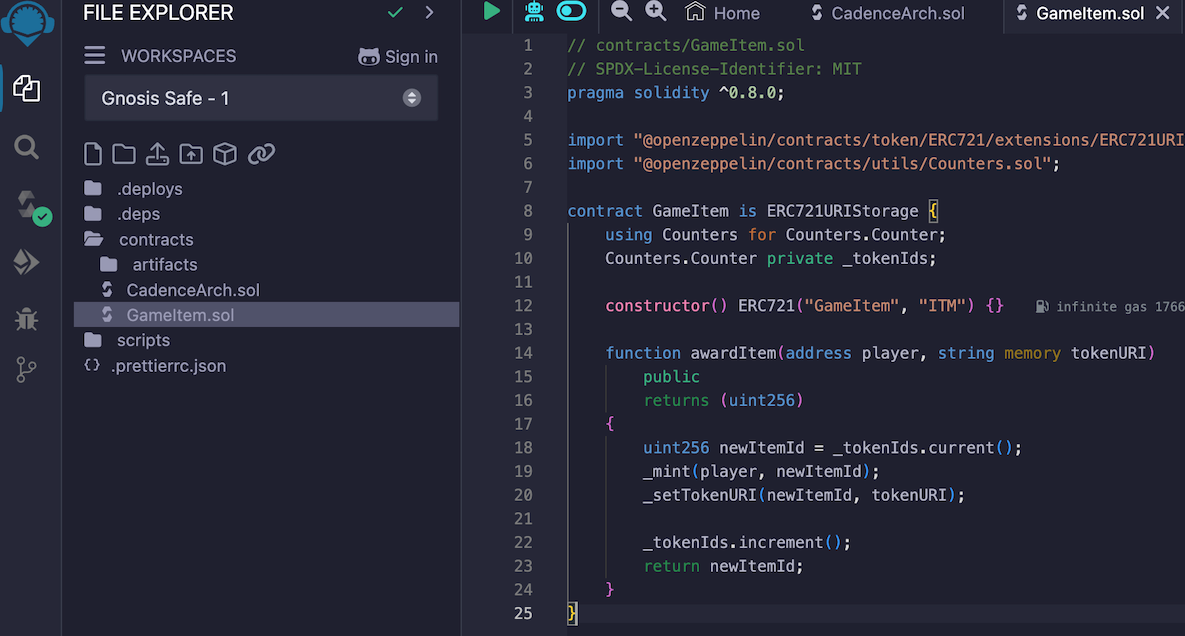 FILE EXPLORER
WORKSPACES
Sign in
Gnosis Safe - 1
.deploys
.deps
contracts
artifacts
CadenceArch.sol
GameItem.sol
scripts
{} .prettierrc.json
Home
CadenceArch.sol
GameItem.sol
1 // contracts/GameItem.sol
2 // SPDX-License-Identifier: MIT
3 pragma solidity ^0.8.0;
4
5 import "@openzeppelin/contracts/token/ERC721/extensions/ERC721URI
6 import "@openzeppelin/contracts/utils/Counters.sol";
7
8 contract GameItem is ERC721URIStorage {
9 using Counters for Counters.Counter;
10 Counters.Counter private _tokenIds;
11
12 constructor() ERC721("GameItem", "ITM") {} infinite gas 1766
13
14 function awardItem(address player, string memory tokenURI)
15 public
16 returns (uint256)
17 {
18 uint256 newItemId = _tokenIds.current();
19 _mint(player, newItemId);
20 _setTokenURI(newItemId, tokenURI);
21
22 _tokenIds.increment();
23 return newItemId;
24 }
25 }